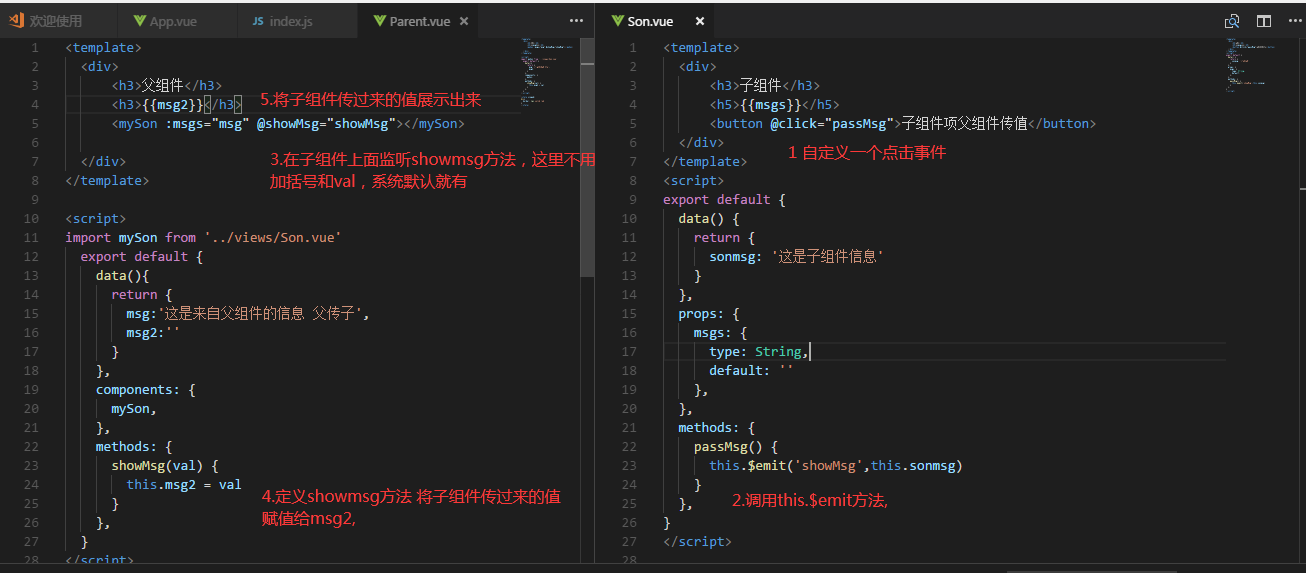 欢迎使用
App.vue
JS index.js
Parent.vue ×
...
1 <template>
2 <div>
3 <h3>父组件</h3>
4 <h3>{{msg2}}</h3>
5.将子组件传过来的值展示出来
5 <mySon :msgs="msg" @showMsg="showMsg"></mySon>
6
3.在子组件上面监听showmsg方法，这里不用
加括号和val，系统默认就有
7 </div>
8 </template>
9
10 <script>
11 import mySon from '../views/Son.vue'
12 export default {
13 data(){
14 return {
15 msg:'这是来自父组件的信息 父传子',
16 msg2:''
17 }
18 },
19 components: {
20 mySon,
21 },
22 methods: {
23 showMsg(val) {
24 this.msg2 = val
25 }
4.定义showmsg方法 将子组件传过来的值
赋值给msg2,
26 },
27 }
28 </script>
Son.vue ×
...
1 <template>
2 <div>
3 <h3>子组件</h3>
4 <h5>{{msgs}}</h5>
5 <button @click="passMsg">子组件项父组件传值</button>
6 </div>
1 自定义一个点击事件
7 </template>
8 <script>
9 export default {
10 data() {
11 return {
12 sonmsg: '这是子组件信息'
13 }
14 },
15 props: {
16 msgs: {
17 type: String,
18 default: ''
19 },
20 },
21 methods: {
22 passMsg() {
23 this.$emit('showMsg',this.sonmsg)
24 }
2.调用this.$emit方法,
25 },
26 }
27 </script>
28